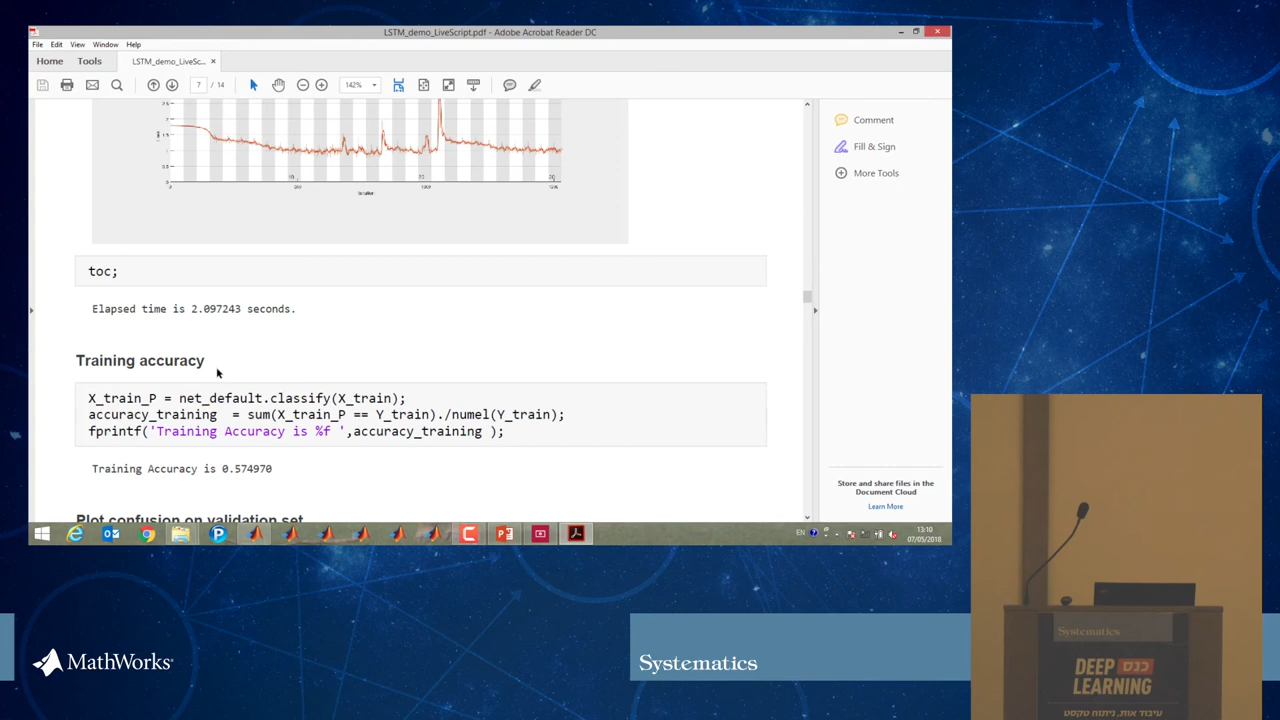 LSTM_demo_LiveScript.pdf - Adobe Acrobat Reader DC
File Edit View Window Help
Home Tools LSTM_demo_LiveSc... ×
7 / 14 142%
toc;
Elapsed time is 2.097243 seconds.
Training accuracy
X_train_P = net_default.classify(X_train);
accuracy_training = sum(X_train_P == Y_train)./numel(Y_train);
fprintf('Training Accuracy is %f ',accuracy_training );
Training Accuracy is 0.574970
Plot confusion on validation set
Comment
Fill & Sign
More Tools
Store and share files in the
Document Cloud
Learn More
EN
13:10
07/05/2018
MathWorks®
Systematics
Systematics
DEEP כנס
LEARNING
עיבוד אות, ניתוח טקסט